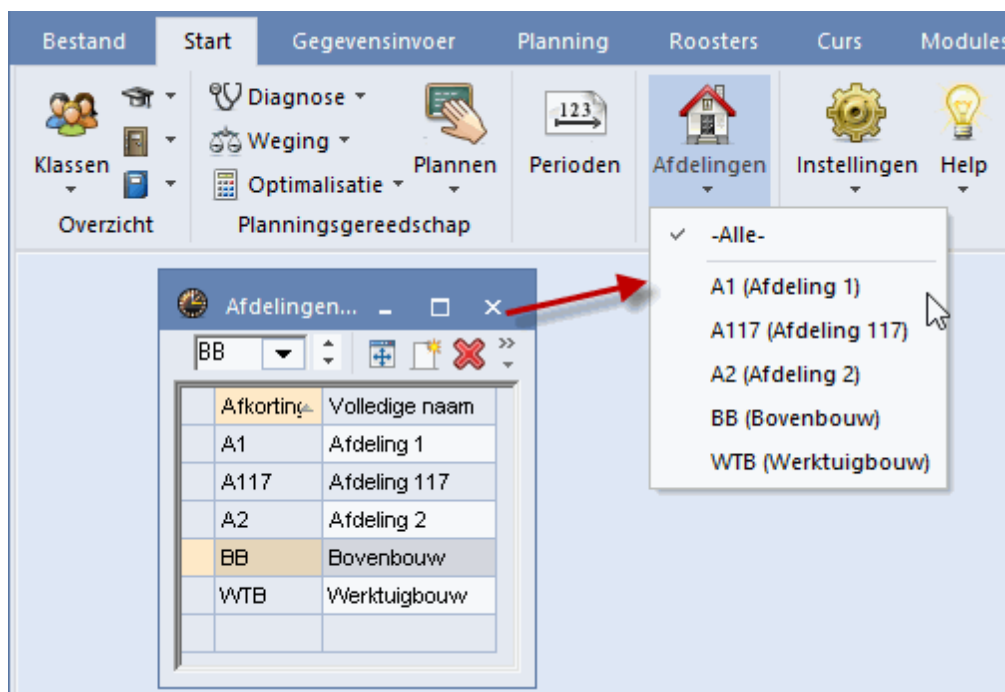 Bestand Start Gegevensinvoer Planning Roosters Curs Modules
Klassen
Overzicht
Diagnose
Weging
Optimalisatie
Plannen
Planningsgereedschap
123
Perioden
Afdelingen
Instellingen
Help
-Alle-
A1 (Afdeling 1)
A117 (Afdeling 117)
A2 (Afdeling 2)
BB (Bovenbouw)
WTB (Werktuigbouw)
Afdelingen...
BB
Afkorting Volledige naam
A1 Afdeling 1
A117 Afdeling 117
A2 Afdeling 2
BB Bovenbouw
WTB Werktuigbouw